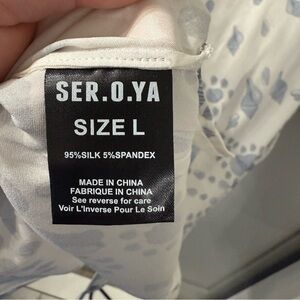 SER.O.YA
SIZE L
95%SILK 5%SPANDEX
MADE IN CHINA
FABRIQUE IN CHINA
See reverse for care
Voir L'Inverse Pour Le Soin